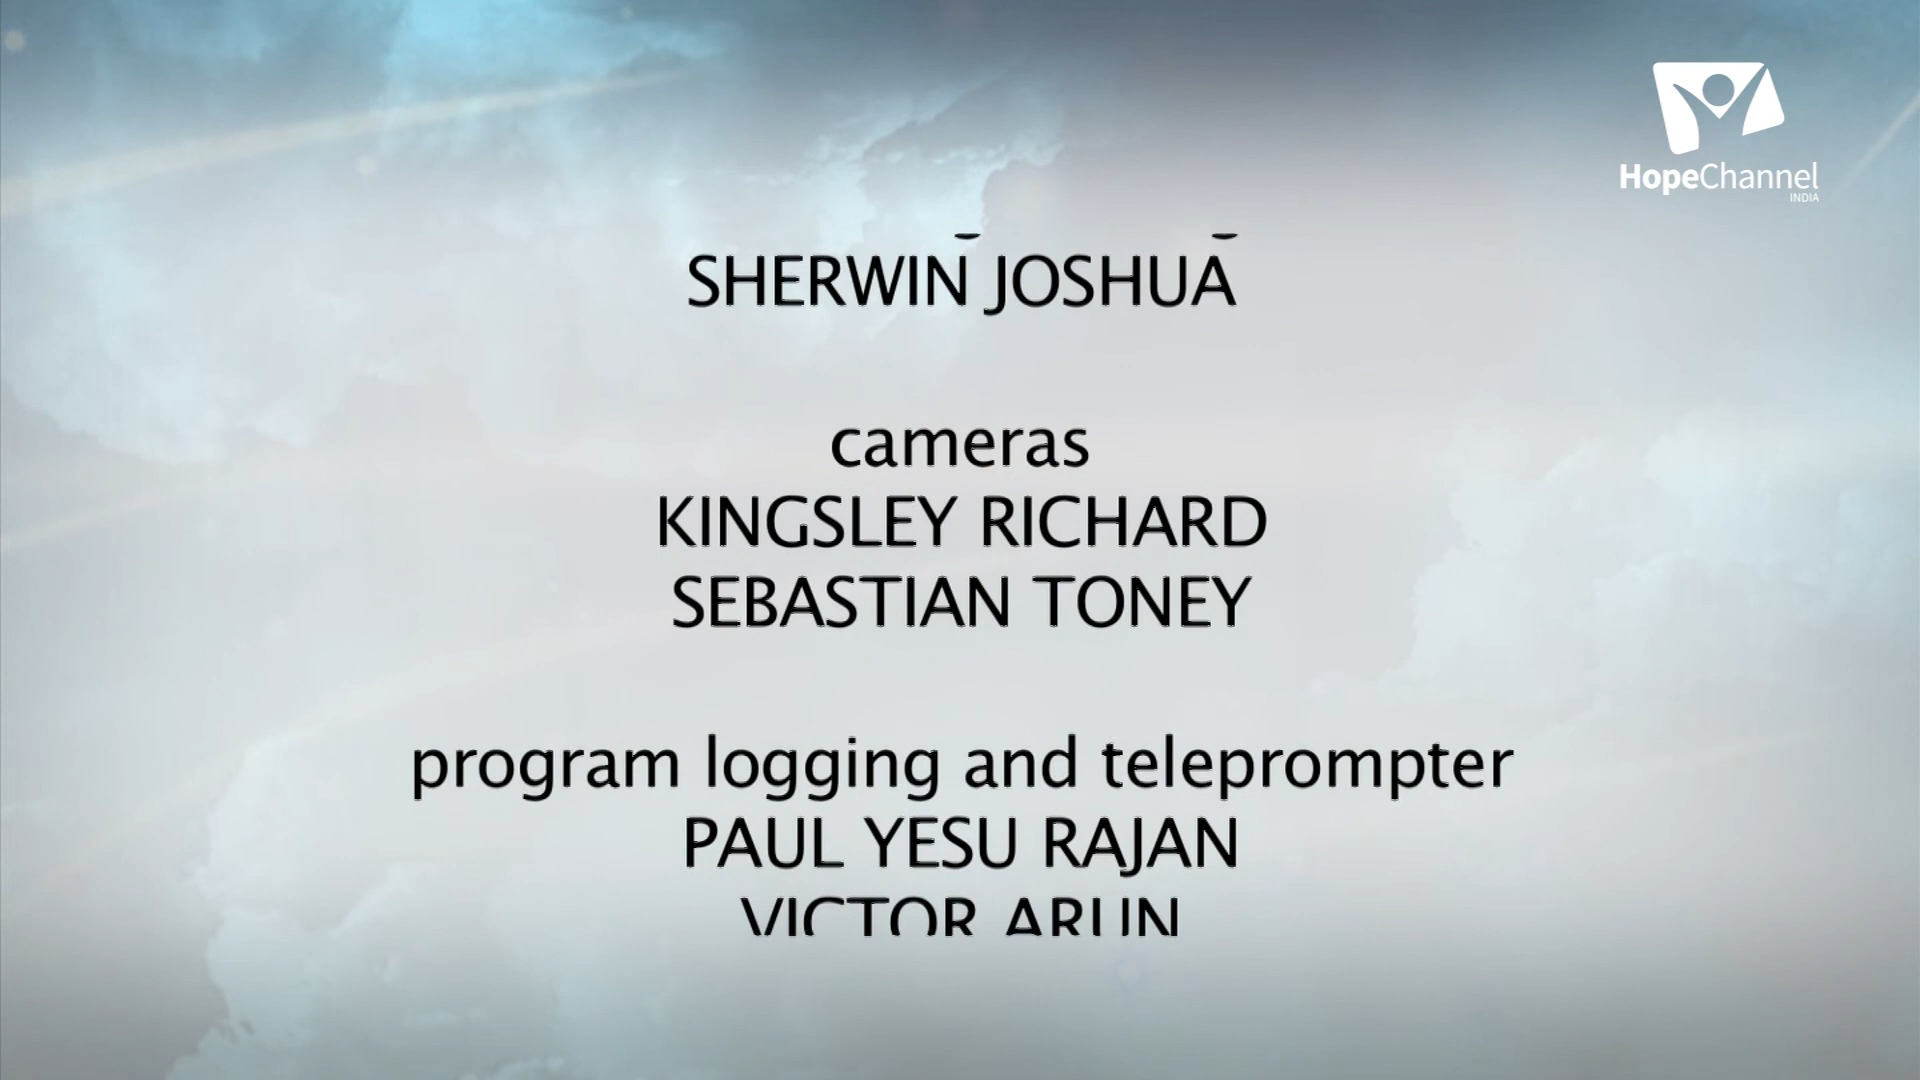 HopeChannel
INDIA
SHERWIN JOSHUA
cameras
KINGSLEY RICHARD
SEBASTIAN TONEY
program logging and teleprompter
PAUL YESU RAJAN
VICTOR ARUN